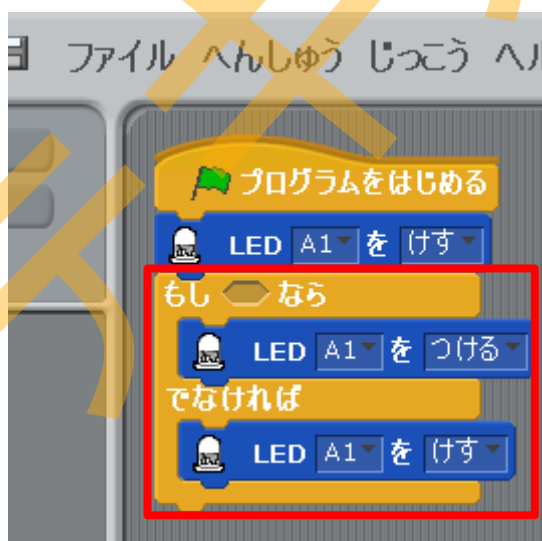 ファイル へんしゅう じっこう
プログラムをはじめる
LED A1 を けす
もし なら
LED A1 を つける
でなければ
LED A1 を けす